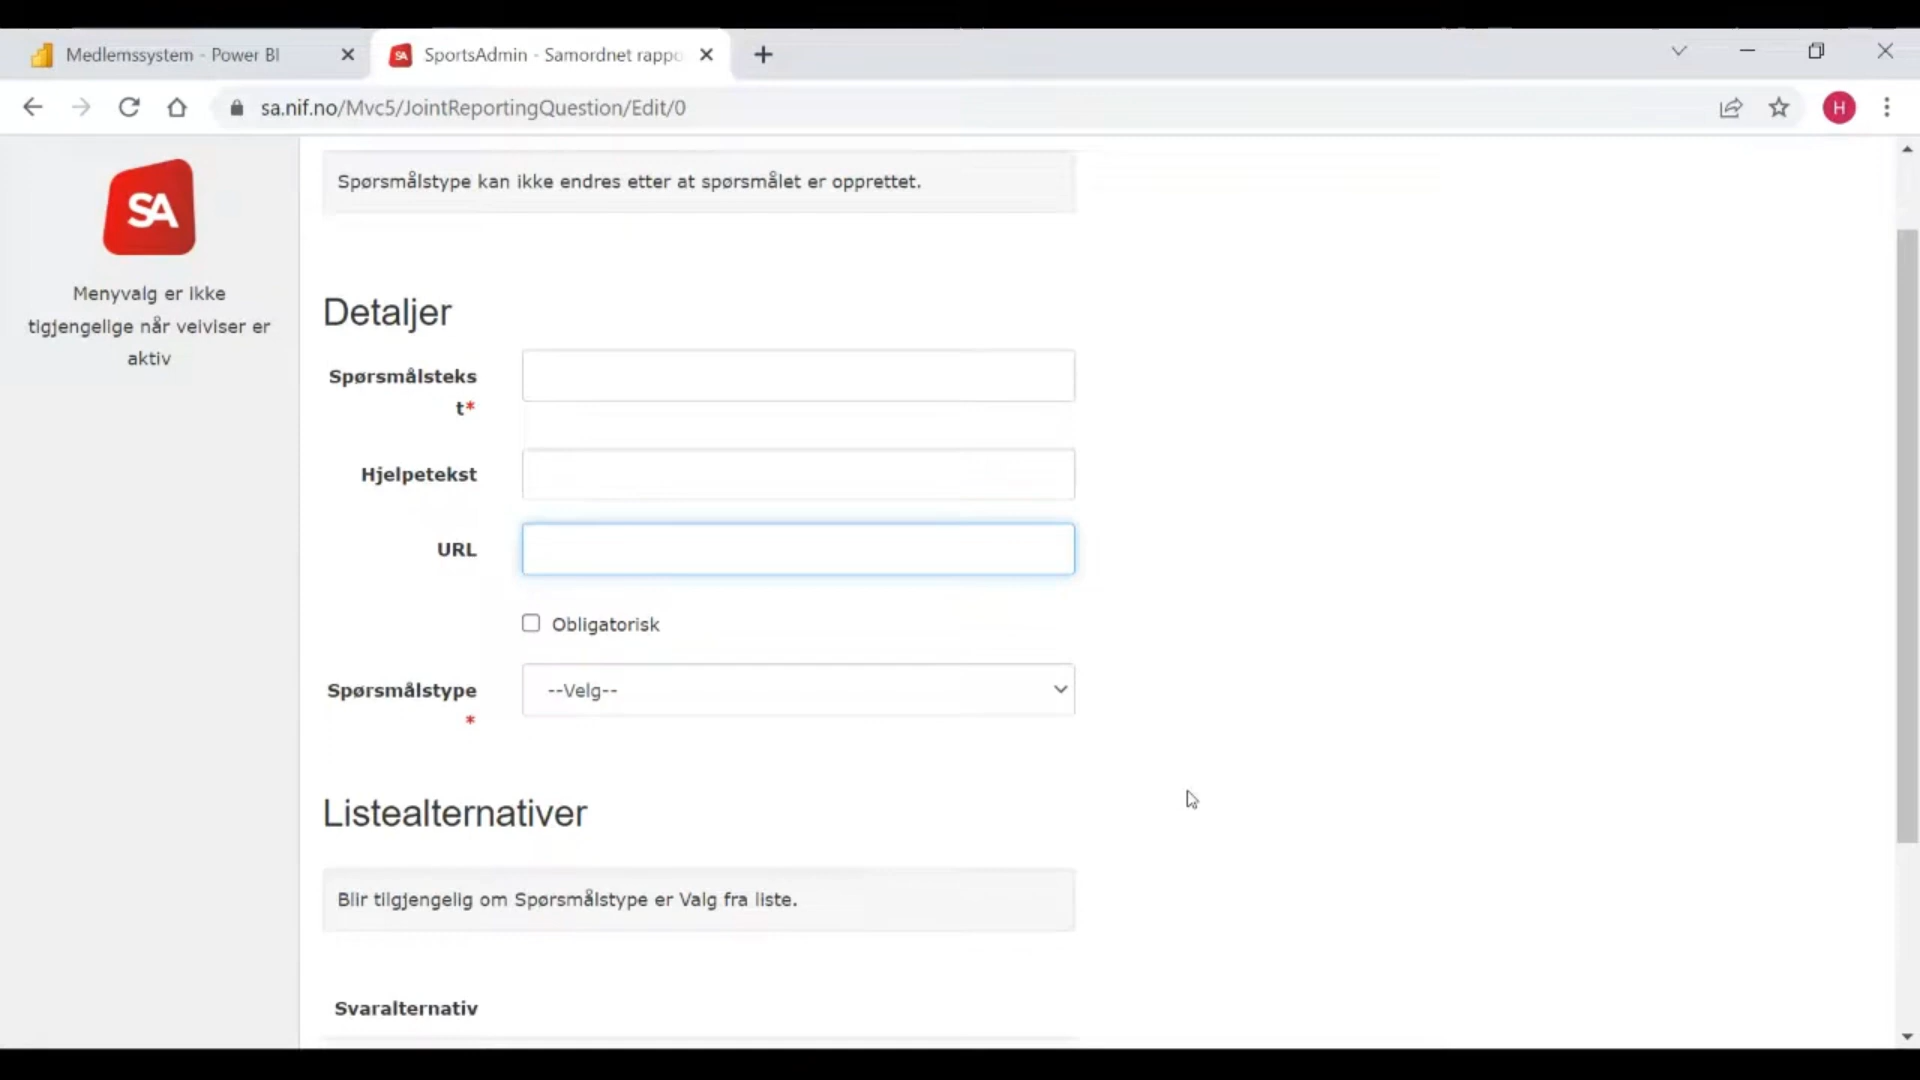 Medlemssystem - Power BI
SA
SportsAdmin - Samordnet rappo
sa.nif.no/Mvc5/JointReportingQuestion/Edit/0
H
SA
Menyvalg er ikke
tigjengelige når veiviser er
aktiv
Spørsmålstype kan ikke endres etter at spørsmålet er opprettet.
Detaljer
Spørsmålsteks
t*
Hjelpetekst
URL
Obligatorisk
Spørsmålstype
*
--Velg--
Listealternativer
Blir tilgjengelig om Spørsmålstype er Valg fra liste.
Svaralternativ